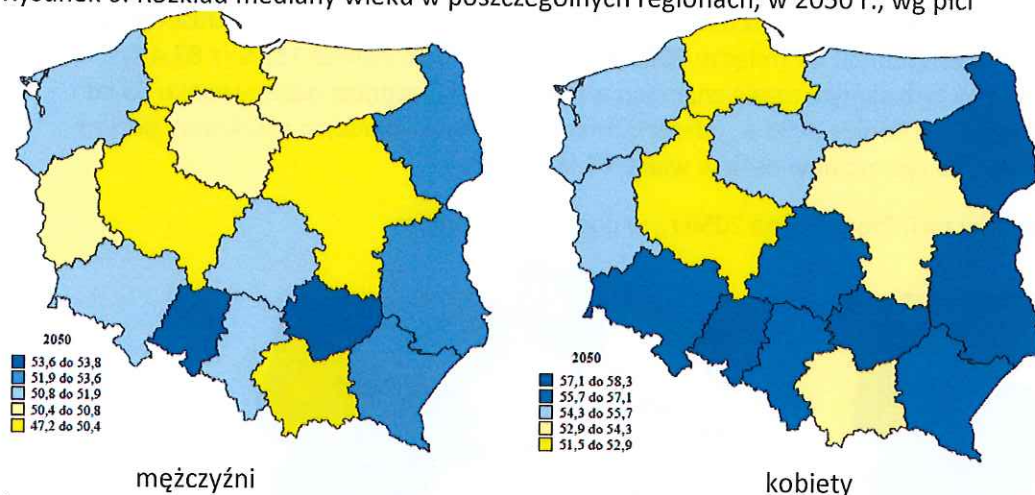 Rysunek 9. Rozkład mediany wieku w poszczególnych regionach, w 2050 r., wg płci
2050
53,6 do 53,8
51,9 do 53,6
50,8 do 51,9
50,4 do 50,8
47,2 do 50,4
mężczyźni
2050
57,1 do 58,3
55,7 do 57,1
54,3 do 55,7
52,9 do 54,3
51,5 do 52,9
kobiety